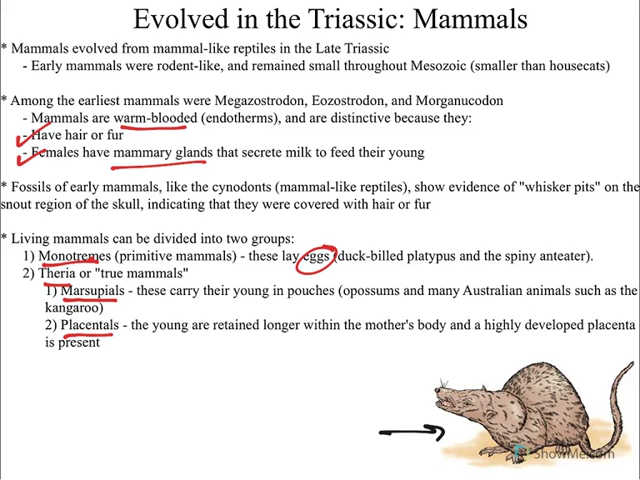 Evolved in the Triassic: Mammals
* Mammals evolved from mammal-like reptiles in the Late Triassic
- Early mammals were rodent-like, and remained small throughout Mesozoic (smaller than housecats)
* Among the earliest mammals were Megazostrodon, Eozostrodon, and Morganucodon
- Mammals are warm-blooded (endotherms), and are distinctive because they:
- Have hair or fur
- Females have mammary glands that secrete milk to feed their young
* Fossils of early mammals, like the cynodonts (mammal-like reptiles), show evidence of "whisker pits" on the
snout region of the skull, indicating that they were covered with hair or fur
* Living mammals can be divided into two groups:
1) Monotremes (primitive mammals) - these lay eggs (duck-billed platypus and the spiny anteater).
2) Theria or "true mammals"
1) Marsupials - these carry their young in pouches (opossums and many Australian animals such as the
kangaroo)
2) Placentals - the young are retained longer within the mother's body and a highly developed placenta
is present
ShowMe.com